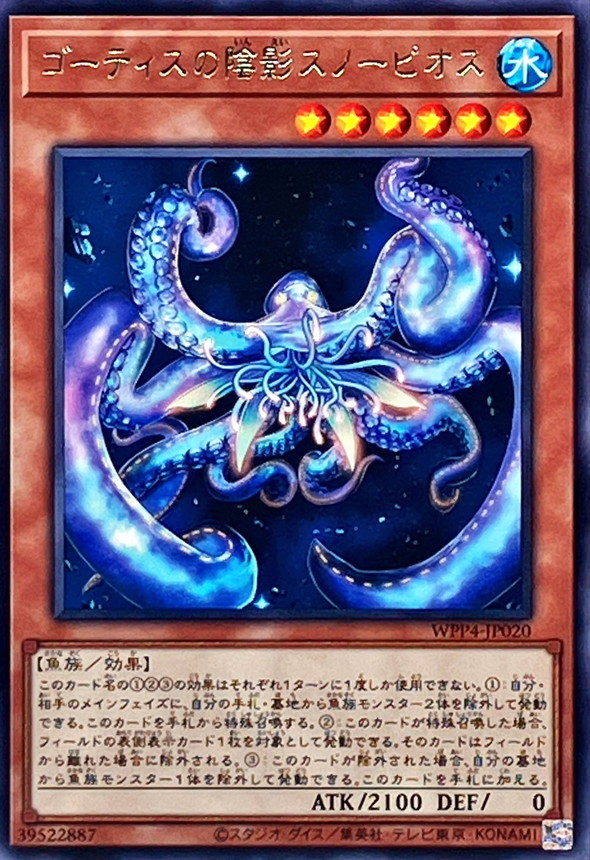 ゴーティスの陰影スノーピオス
水
WPP4-JP020
【魚族/効果】
このカード名の①②③の効果はそれぞれ1ターンに1度しか使用できない。①:自分・
相手のメインフェイズに、自分の手札・墓地から魚族モンスター2体を除外して発動
できる。このカードを手札から特殊召喚する。②:このカードが特殊召喚した場合、
フィールドの表側表示カード1枚を対象として発動できる。そのカードはフィールド
から離れた場合に除外される。③:このカードが除外された場合、自分の墓地
から魚族モンスター1体を除外して発動できる。このカードを手札に加える。
ATK/2100 DEF/ 0
39522887 ©スタジオ・ダイス/集英社・テレビ東京・KONAMI